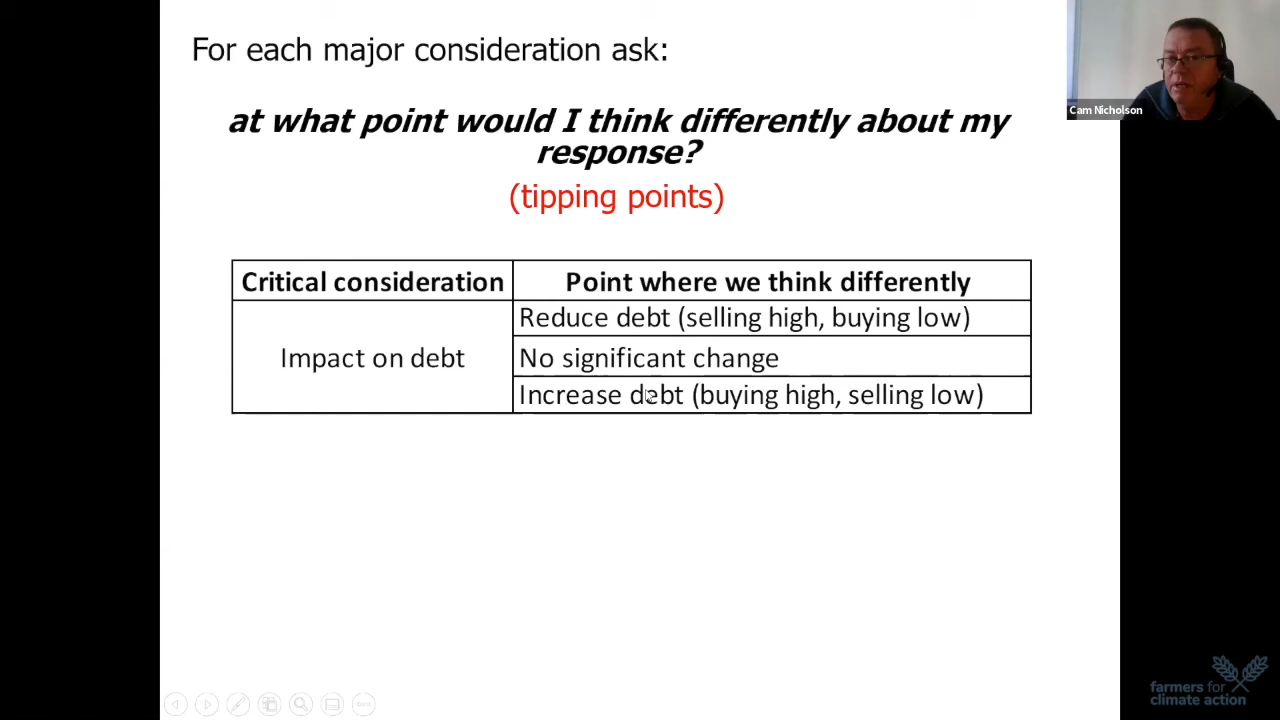 For each major consideration ask:
at what point would I think differently about my
response?
(tipping points)
Critical consideration
Point where we think differently
Impact on debt
Reduce debt (selling high, buying low)
No significant change
Increase debt (buying high, selling low)
Cam Nicholson
farmers for
climate action